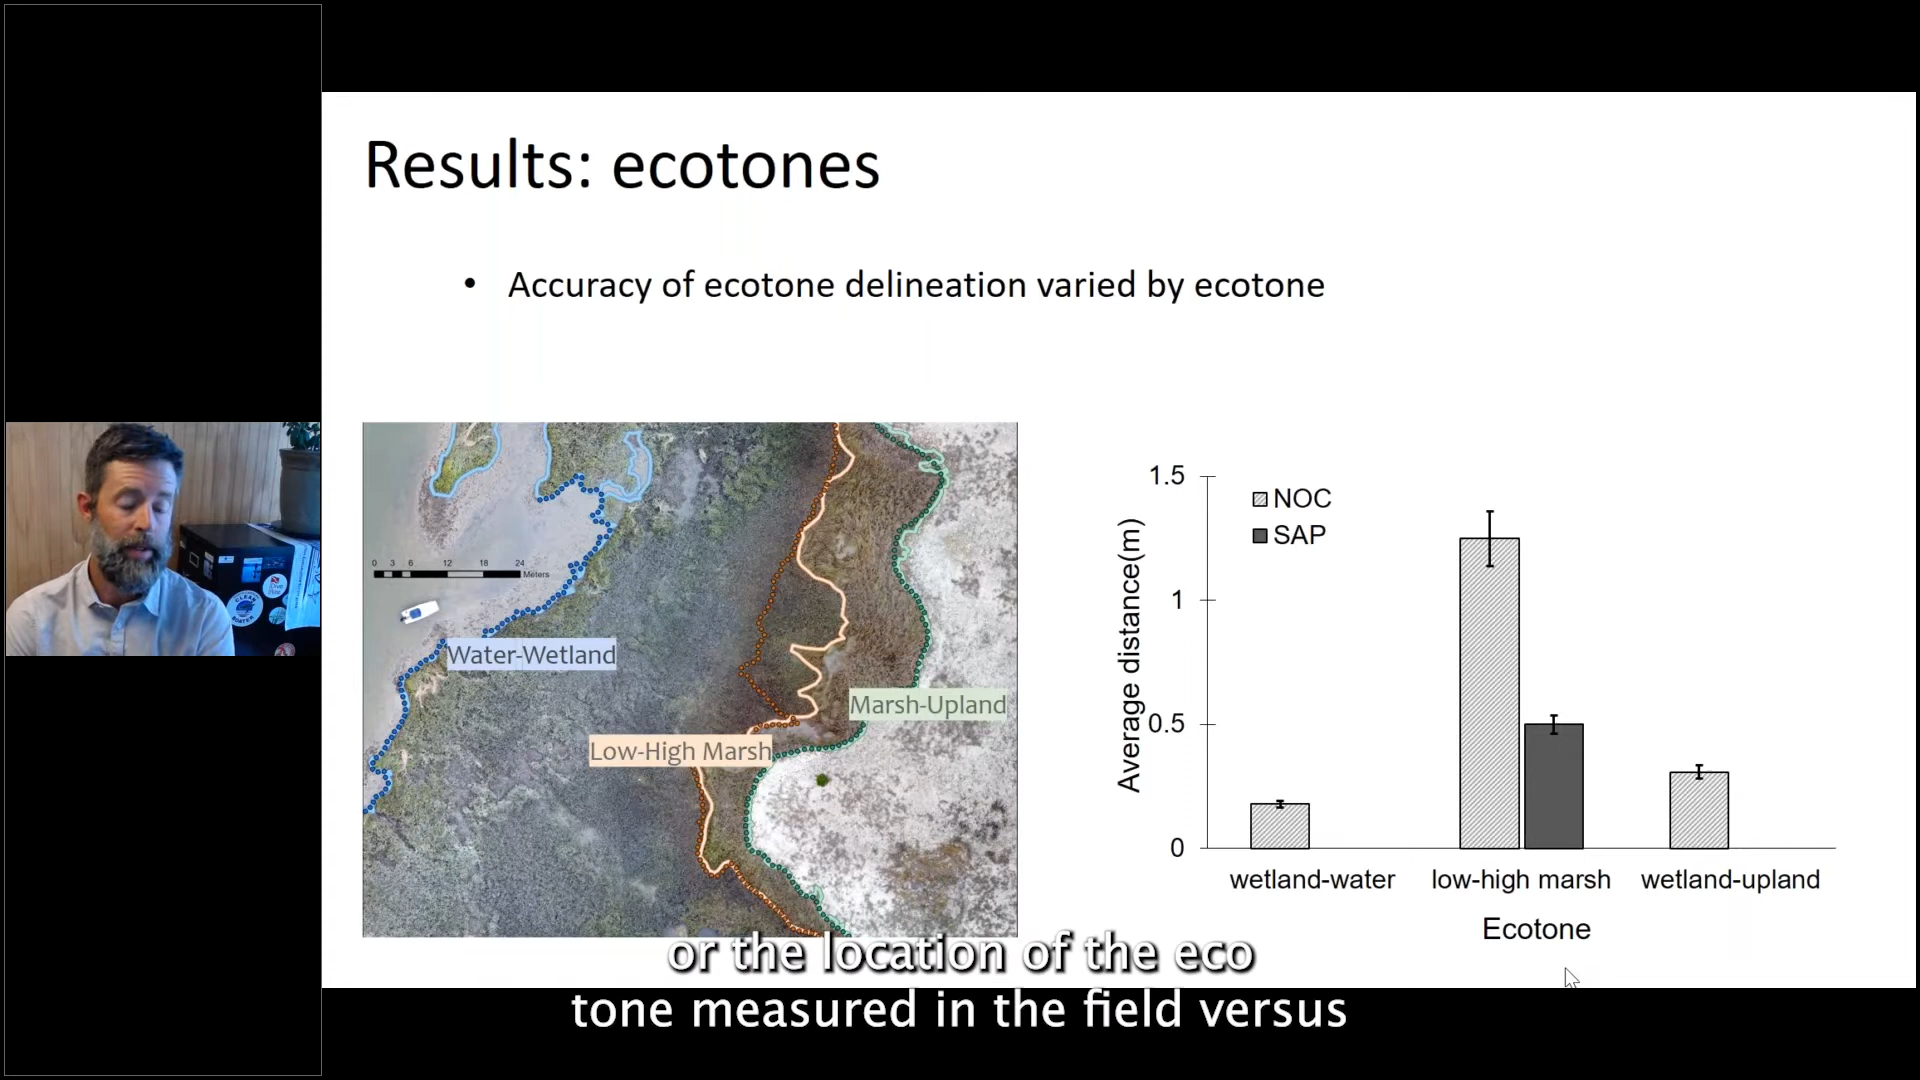 Results: ecotones
• Accuracy of ecotone delineation varied by ecotone
0 3 6 12 18 24
Meters
Water-Wetland
Marsh-Upland
Low-High Marsh
CLEAN
BOATER
1.5
1
0.5
0
Average distance(m)
NOC
SAP
wetland-water
low-high marsh
wetland-upland
Ecotone
or the location of the eco
tone measured in the field versus